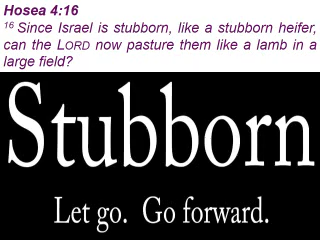 Hosea 4:16
16 Since Israel is stubborn, like a stubborn heifer,
can the LORD now pasture them like a lamb in a
large field?
Stubborn
Let go.  Go forward.